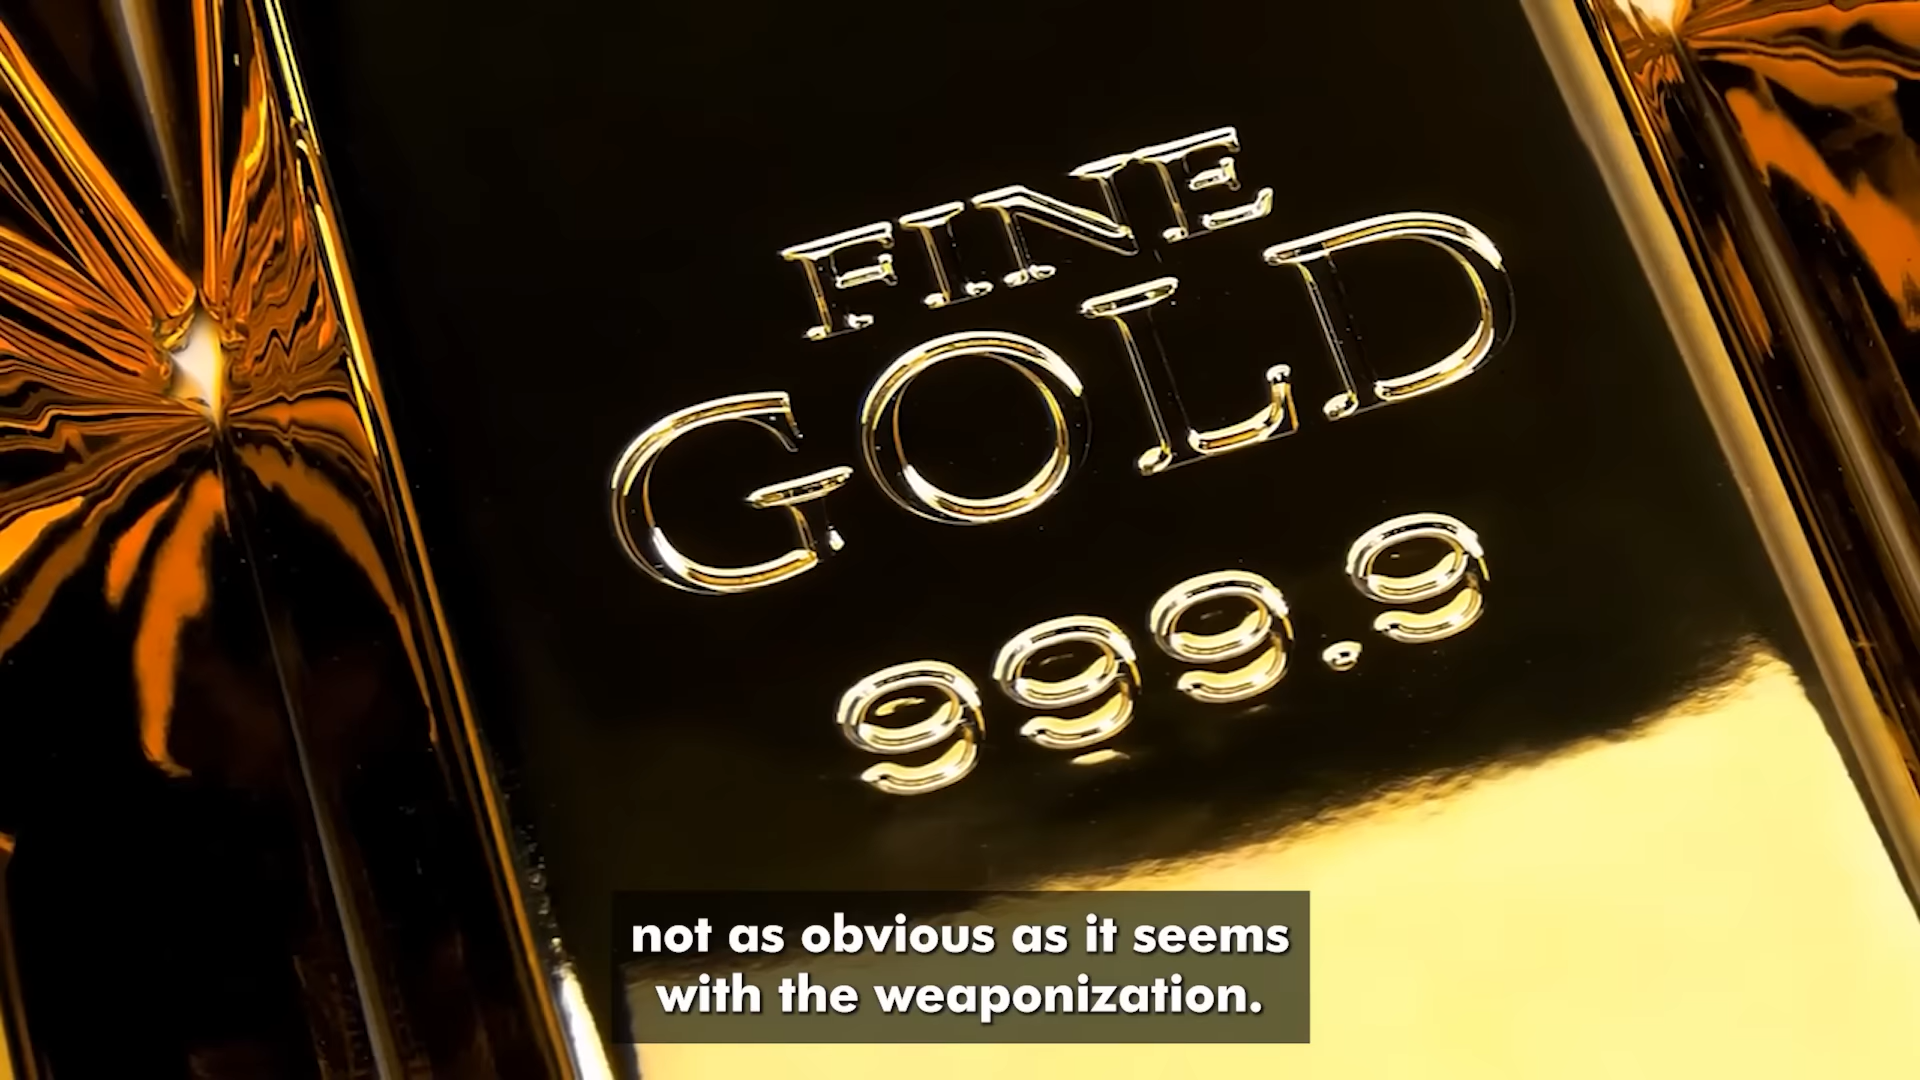 FINE
GOLD
999.9
not as obvious as it seems
with the weaponization.